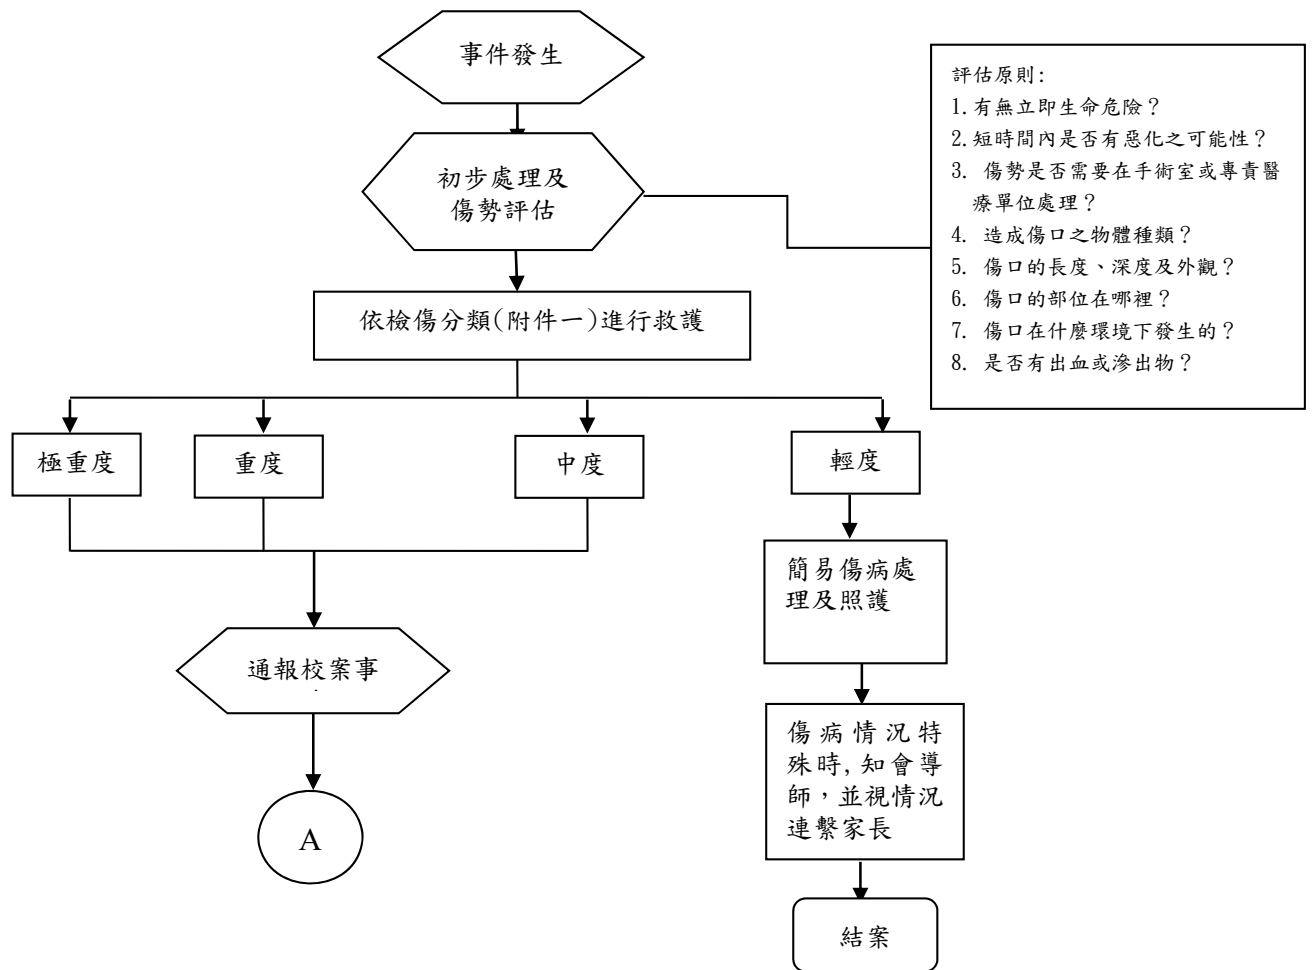 事件發生
初步處理及
傷勢評估
評估原則:
1.有無立即生命危險？
2.短時間內是否有惡化之可能性？
3. 傷勢是否需要在手術室或專責醫
療單位處理？
4. 造成傷口之物體種類？
5. 傷口的長度、深度及外觀？
6. 傷口的部位在哪裡？
7. 傷口在什麼環境下發生的？
8. 是否有出血或滲出物？
依檢傷分類(附件一)進行救護
極重度
重度
中度
輕度
簡易傷病處
理及照護
通報校案事
傷病情況特
殊時,知會導
師，並視情況
連繫家長
A
結案